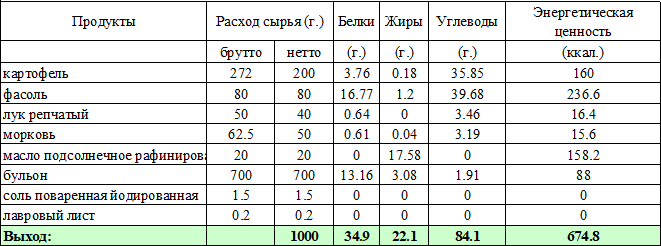 Продукты Расход сырья (г.) Белки Жиры Углеводы Энергетическая ценность
брутто нетто (г.) (г.) (г.) (ккал.)
картофель 272 200 3.76 0.18 35.85 160
фасоль 80 80 16.77 1.2 39.68 236.6
лук репчатый 50 40 0.64 0 3.46 16.4
морковь 62.5 50 0.61 0.04 3.19 15.6
масло подсолнечное рафинирова 20 20 0 17.58 0 158.2
бульон 700 700 13.16 3.08 1.91 88
соль поваренная йодированная 1.5 1.5 0 0 0 0
лавровый лист 0.2 0.2 0 0 0 0
Выход: 1000 34.9 22.1 84.1 674.8